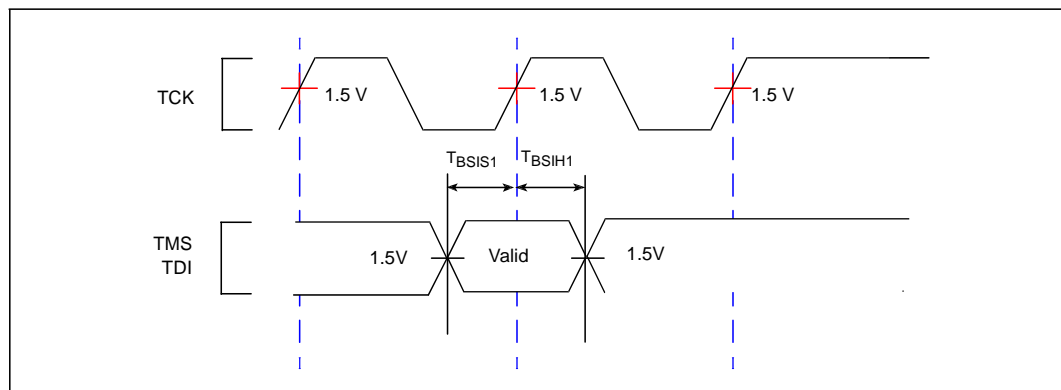 TCK
1.5 V
1.5 V
1.5 V
TBSIS1
TBSIH1
TMS
TDI
1.5V
Valid
1.5V